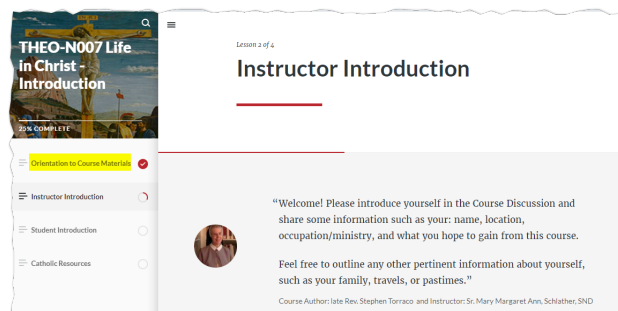 THEO-N007 Life
in Christ -
Introduction
25% COMPLETE
Orientation to Course Materials
Instructor Introduction
Student Introduction
Catholic Resources
Lesson 2 of 4
Instructor Introduction
“Welcome! Please introduce yourself in the Course Discussion and
share some information such as your: name, location,
occupation/ministry, and what you hope to gain from this course.
Feel free to outline any other pertinent information about yourself,
such as your family, travels, or pastimes.”
Course Author: late Rev. Stephen Torraco and Instructor: Sr. Mary Margaret Ann, Schlather, SND